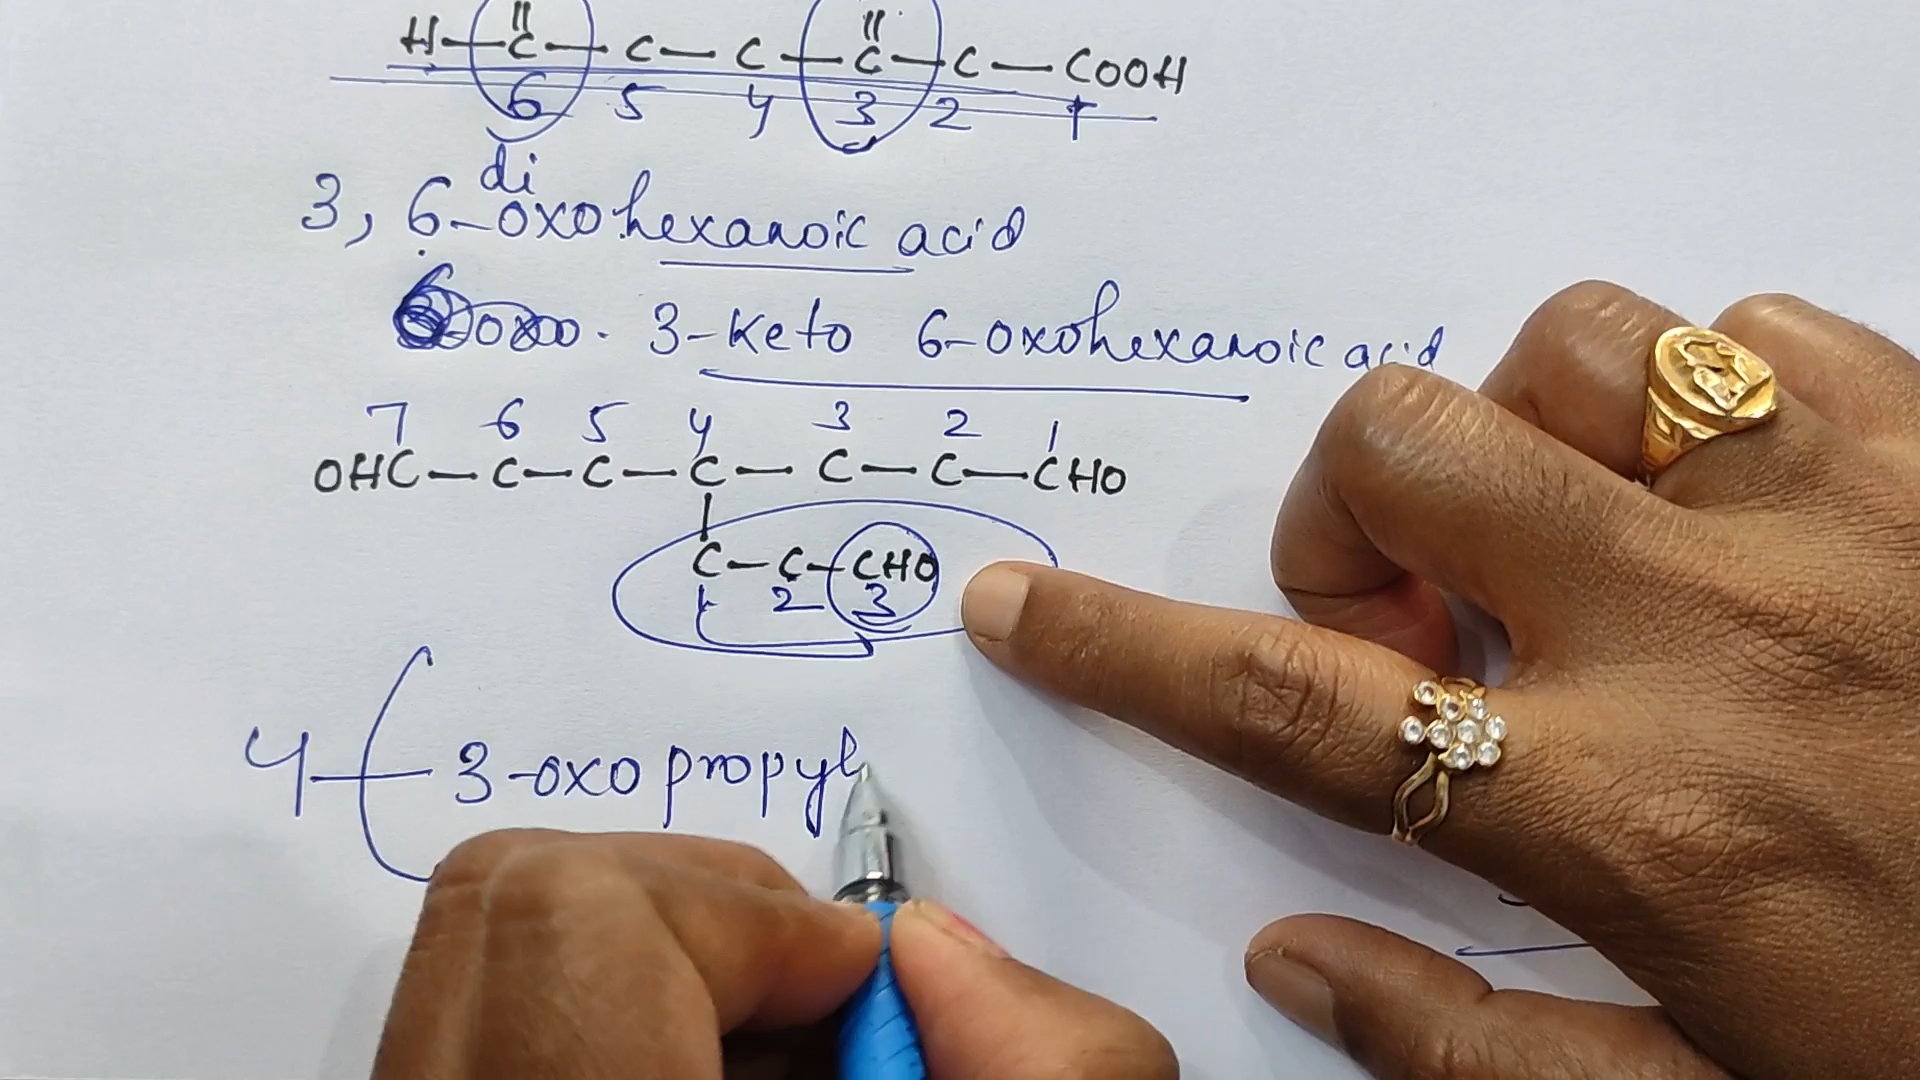 H—C—C—C—C—C—COOH
6 5 4 3 2 1
di
3, 6-oxohexanoic acid
3-Keto 6-oxohexanoic acid
7 6 5 4 3 2 1
OHC—C—C—C—C—C—CHO
C—C—CHO
1 2 3
4-(3-oxopropyl